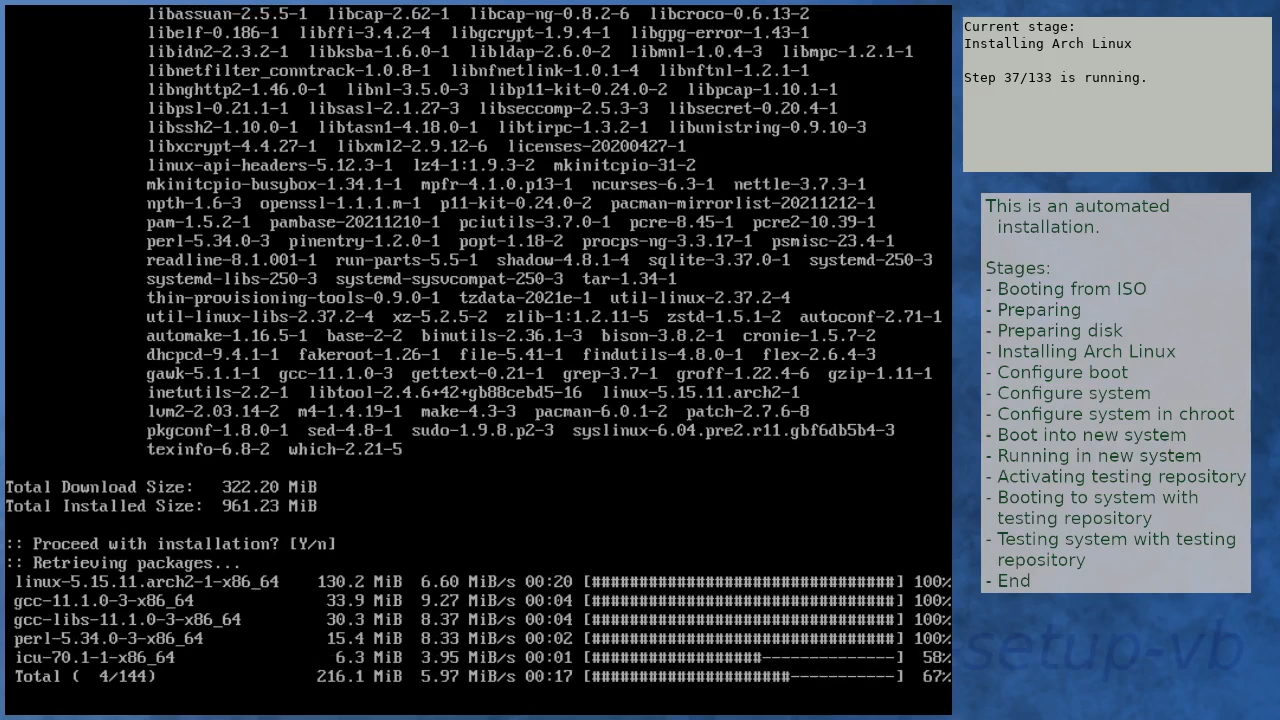 libassuan-2.5.5-1  libcap-2.62-1  libcap-ng-0.8.2-6  libcroco-0.6.13-2
libelf-0.186-1  libffi-3.4.2-4  libgcrypt-1.9.4-1  libgpg-error-1.43-1
libidn2-2.3.2-1  libksba-1.6.0-1  libldap-2.6.0-2  libmnl-1.0.4-3  libmpc-1.2.1-1
libnetfilter_conntrack-1.0.8-1  libnfnetlink-1.0.1-4  libnftnl-1.2.1-1
libnghttp2-1.46.0-1  libnl-3.5.0-3  libp11-kit-0.24.0-2  libpcap-1.10.1-1
libpsl-0.21.1-1  libsasl-2.1.27-3  libseccomp-2.5.3-3  libsecret-0.20.4-1
libssh2-1.10.0-1  libtasn1-4.18.0-1  libtirpc-1.3.2-1  libunistring-0.9.10-3
libxcrypt-4.4.27-1  libxml2-2.9.12-6  licenses-20200427-1
linux-api-headers-5.12.3-1  lz4-1:1.9.3-2  mkinitcpio-31-2
mkinitcpio-busybox-1.34.1-1  mpfr-4.1.0.p13-1  ncurses-6.3-1  nettle-3.7.3-1
npth-1.6-3  openssl-1.1.1.m-1  p11-kit-0.24.0-2  pacman-mirrorlist-20211212-1
pam-1.5.2-1  pambase-20211210-1  pciutils-3.7.0-1  pcre-8.45-1  pcre2-10.39-1
perl-5.34.0-3  pinentry-1.2.0-1  popt-1.18-2  procps-ng-3.3.17-1  psmisc-23.4-1
readline-8.1.001-1  run-parts-5.5-1  shadow-4.8.1-4  sqlite-3.37.0-1  systemd-250-3
systemd-libs-250-3  systemd-sysvcompat-250-3  tar-1.34-1
thin-provisioning-tools-0.9.0-1  tzdata-2021e-1  util-linux-2.37.2-4
util-linux-libs-2.37.2-4  xz-5.2.5-2  zlib-1:1.2.11-5  zstd-1.5.1-2  autoconf-2.71-1
automake-1.16.5-1  base-2-2  binutils-2.36.1-3  bison-3.8.2-1  cronie-1.5.7-2
dhcpcd-9.4.1-1  fakeroot-1.26-1  file-5.41-1  findutils-4.8.0-1  flex-2.6.4-3
gawk-5.1.1-1  gcc-11.1.0-3  gettext-0.21-1  grep-3.7-1  groff-1.22.4-6  gzip-1.11-1
inetutils-2.2-1  libtool-2.4.6+42+gb88cebd5-16  linux-5.15.11.arch2-1
lvm2-2.03.14-2  m4-1.4.19-1  make-4.3-3  pacman-6.0.1-2  patch-2.7.6-8
pkgconf-1.8.0-1  sed-4.8-1  sudo-1.9.8.p2-3  syslinux-6.04.pre2.r11.gbf6db5b4-3
texinfo-6.8-2  which-2.21-5
Total Download Size:   322.20 MiB
Total Installed Size:  961.23 MiB
:: Proceed with installation? [Y/n]
:: Retrieving packages...
linux-5.15.11.arch2-1-x86_64    130.2 MiB  6.60 MiB/s 00:20 [################################] 100%
gcc-11.1.0-3-x86_64    33.9 MiB  9.27 MiB/s 00:04 [################################] 100%
gcc-libs-11.1.0-3-x86_64    30.3 MiB  8.37 MiB/s 00:04 [################################] 100%
perl-5.34.0-3-x86_64    15.4 MiB  8.33 MiB/s 00:02 [################################] 100%
icu-70.1-1-x86_64    6.3 MiB  3.95 MiB/s 00:01 [##################--------------]  58%
Total (  4/144)    216.1 MiB  5.97 MiB/s 00:17 [#####################-----------]  67%
Current stage:
Installing Arch Linux
Step 37/133 is running.
This is an automated
installation.
Stages:
- Booting from ISO
- Preparing
- Preparing disk
- Installing Arch Linux
- Configure boot
- Configure system
- Configure system in chroot
- Boot into new system
- Running in new system
- Activating testing repository
- Booting to system with
testing repository
- Testing system with testing
repository
- End
setup-vb